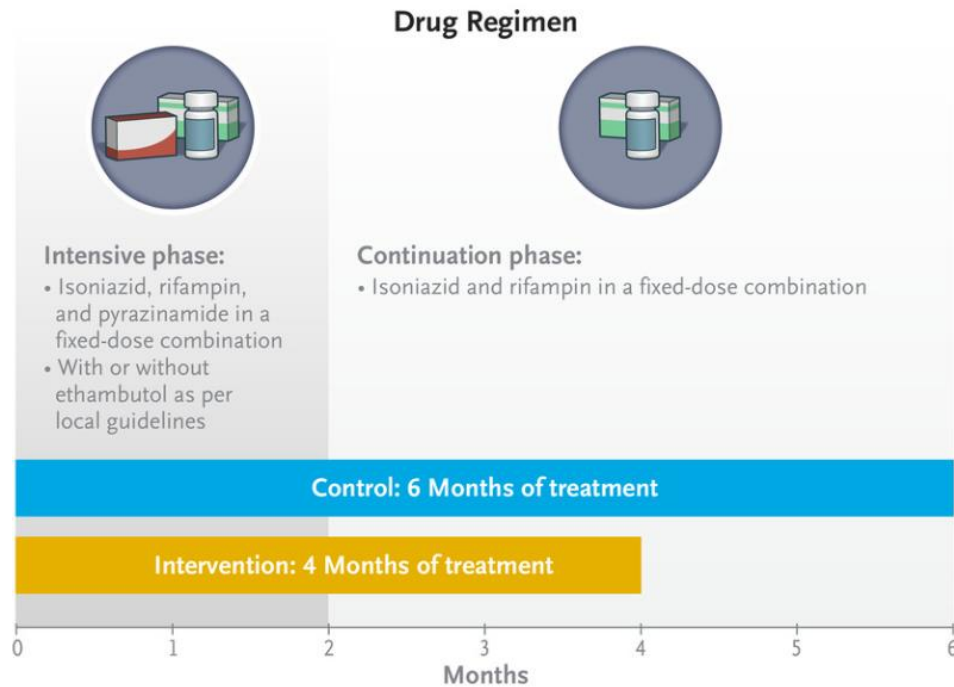 Drug Regimen
Intensive phase:
• Isoniazid, rifampin,
and pyrazinamide in a
fixed-dose combination
• With or without
ethambutol as per
local guidelines
Continuation phase:
• Isoniazid and rifampin in a fixed-dose combination
Control: 6 Months of treatment
Intervention: 4 Months of treatment
0 1 2 3 4 5 6
Months